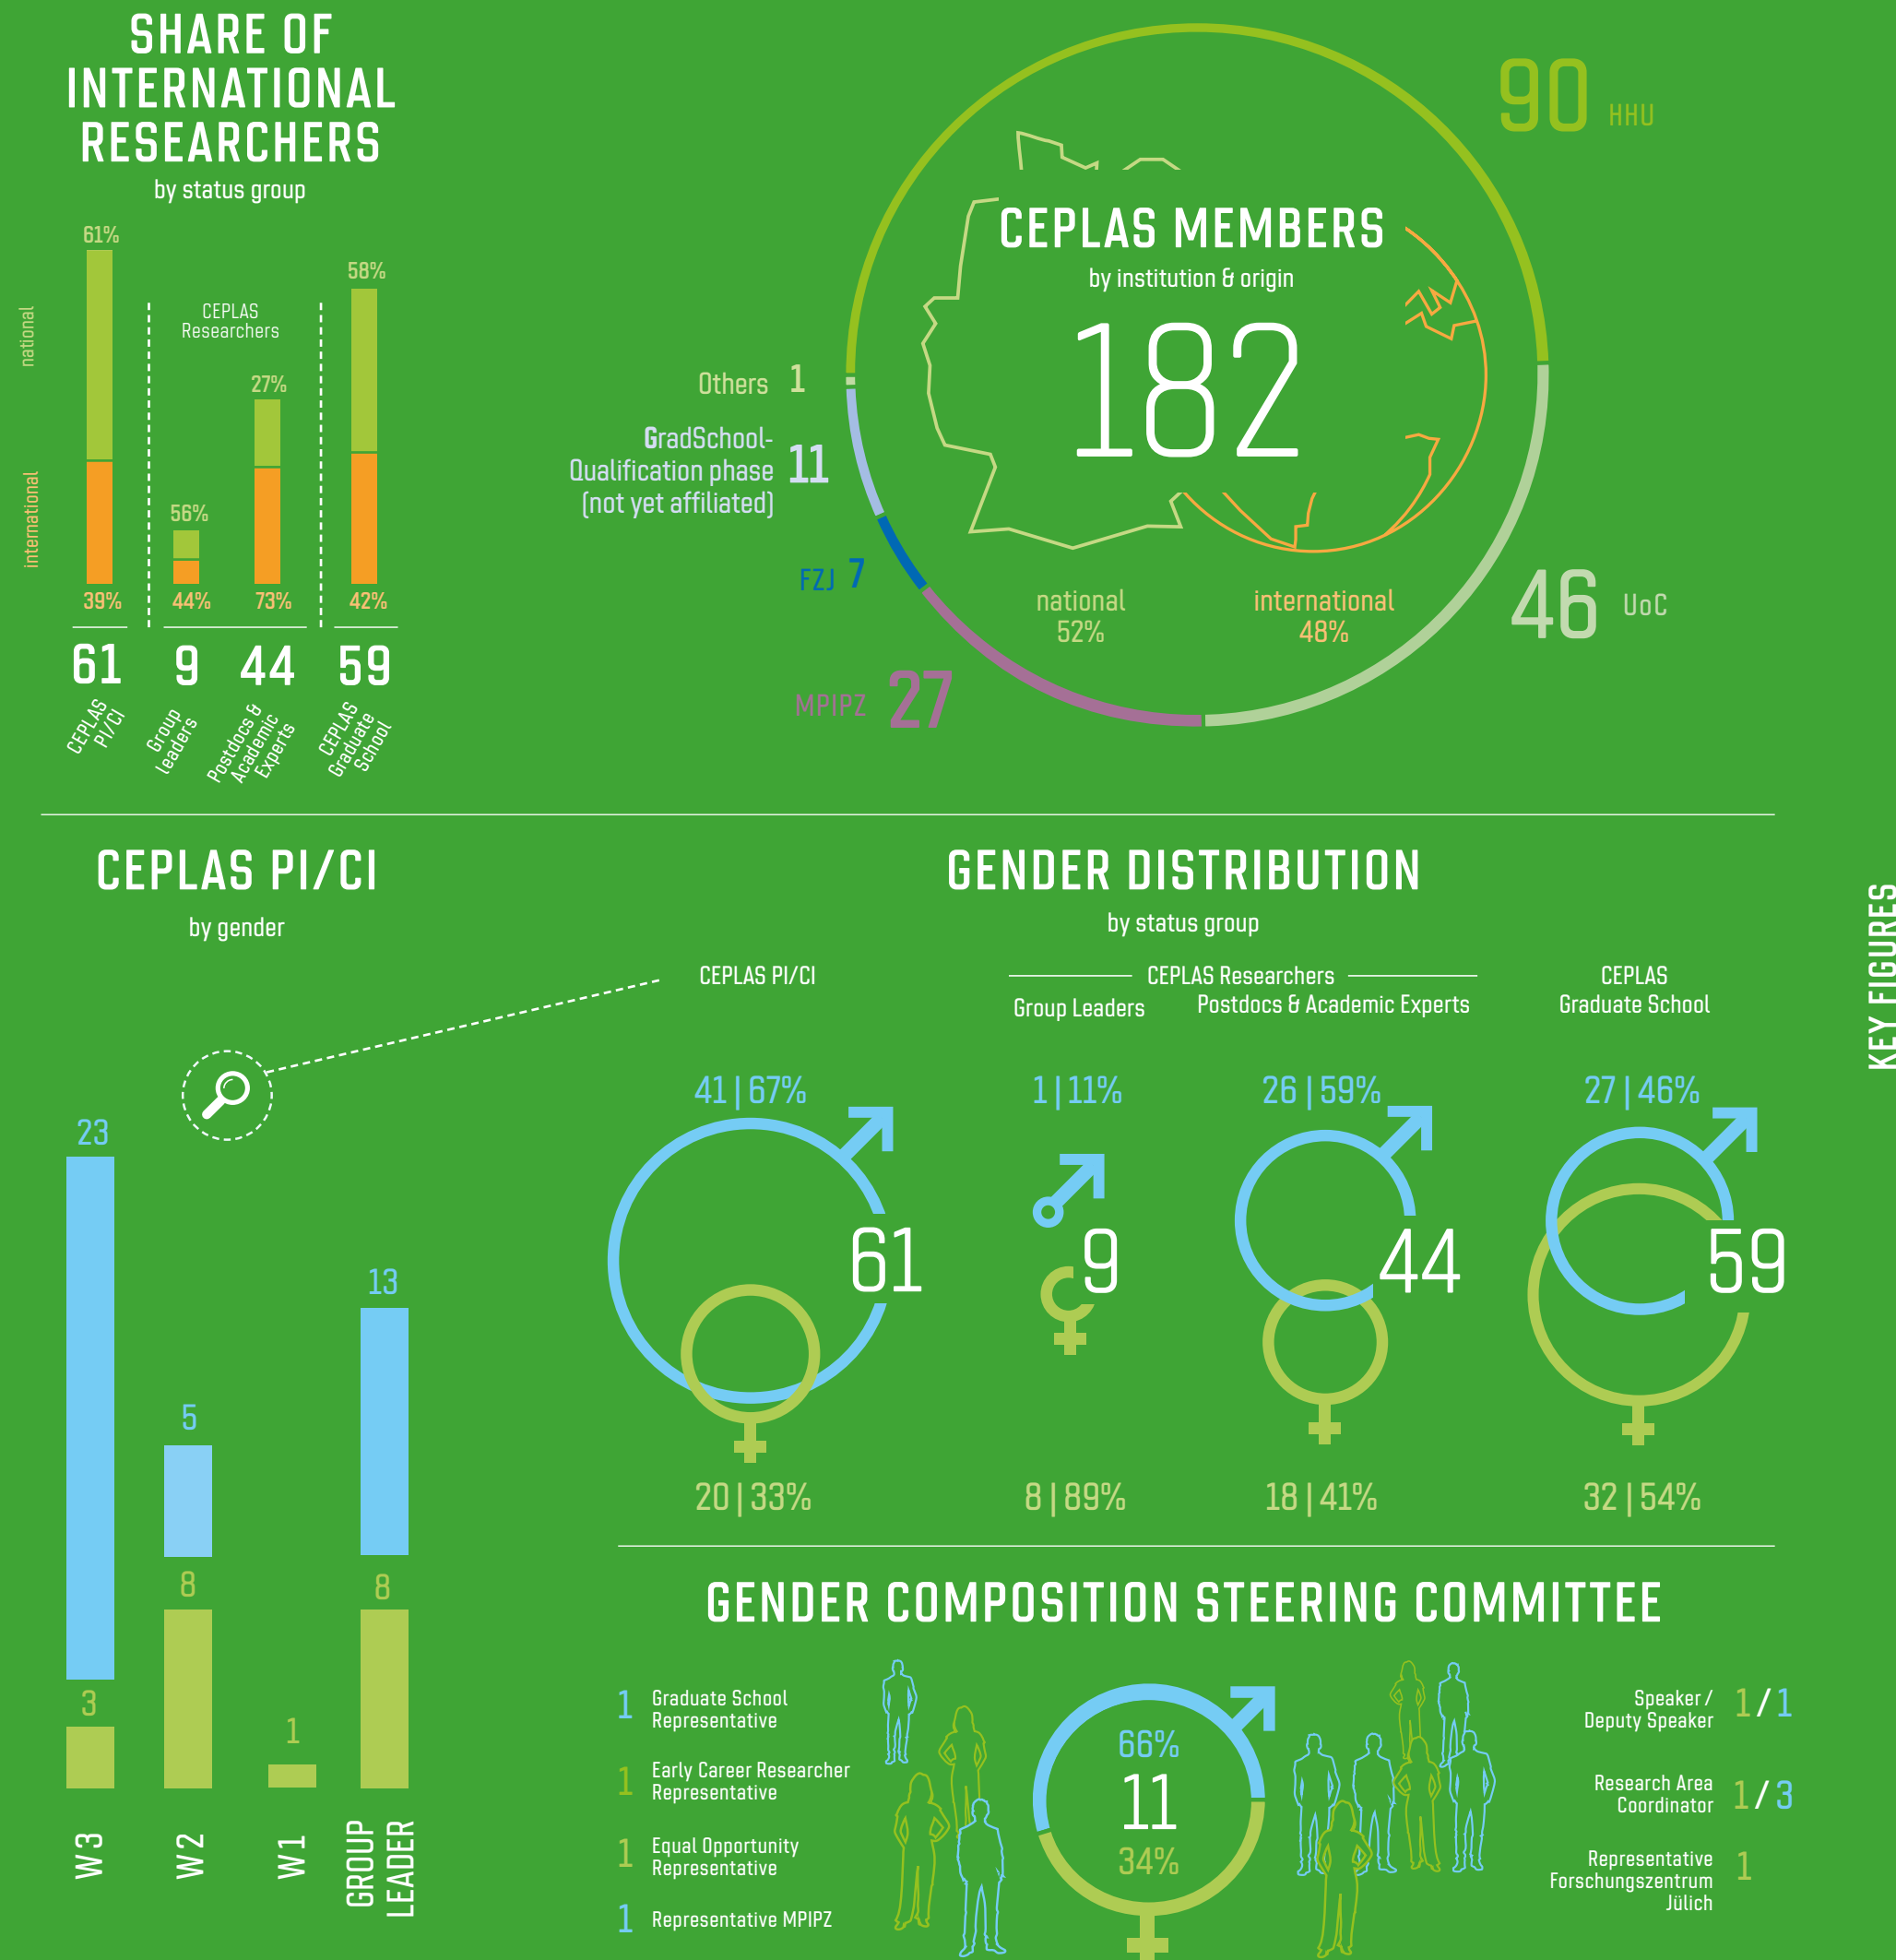 SHARE OF
INTERNATIONAL
RESEARCHERS
by status group
national
international
CEPLAS
Researchers
61%
56%
27%
58%
39%
44%
73%
42%
61
9
44
59
CEPLAS
PI/CI
Group
leaders
Postdocs &
Academic
Experts
CEPLAS
Graduate
School
CEPLAS MEMBERS
by institution & origin
182
national
52%
international
48%
90 HHU
46 UoC
MPIPZ 27
FZJ 7
GradSchool-
Qualification phase
(not yet affiliated)
11
Others 1
CEPLAS PI/CI
by gender
23
3
5
8
1
13
8
W3
W2
W1
GROUP
LEADER
GENDER DISTRIBUTION
by status group
CEPLAS PI/CI
CEPLAS Researchers
Group Leaders
Postdocs & Academic Experts
CEPLAS
Graduate School
41|67%
1|11%
26|59%
27|46%
61
9
44
59
20|33%
8|89%
18|41%
32|54%
GENDER COMPOSITION STEERING COMMITTEE
1 Graduate School
Representative
1 Early Career Researcher
Representative
1 Equal Opportunity
Representative
1 Representative MPIPZ
66%
11
34%
Speaker /
Deputy Speaker
1/1
Research Area
Coordinator
1/3
Representative
Forschungszentrum
Jülich
1
KEY FIGURES